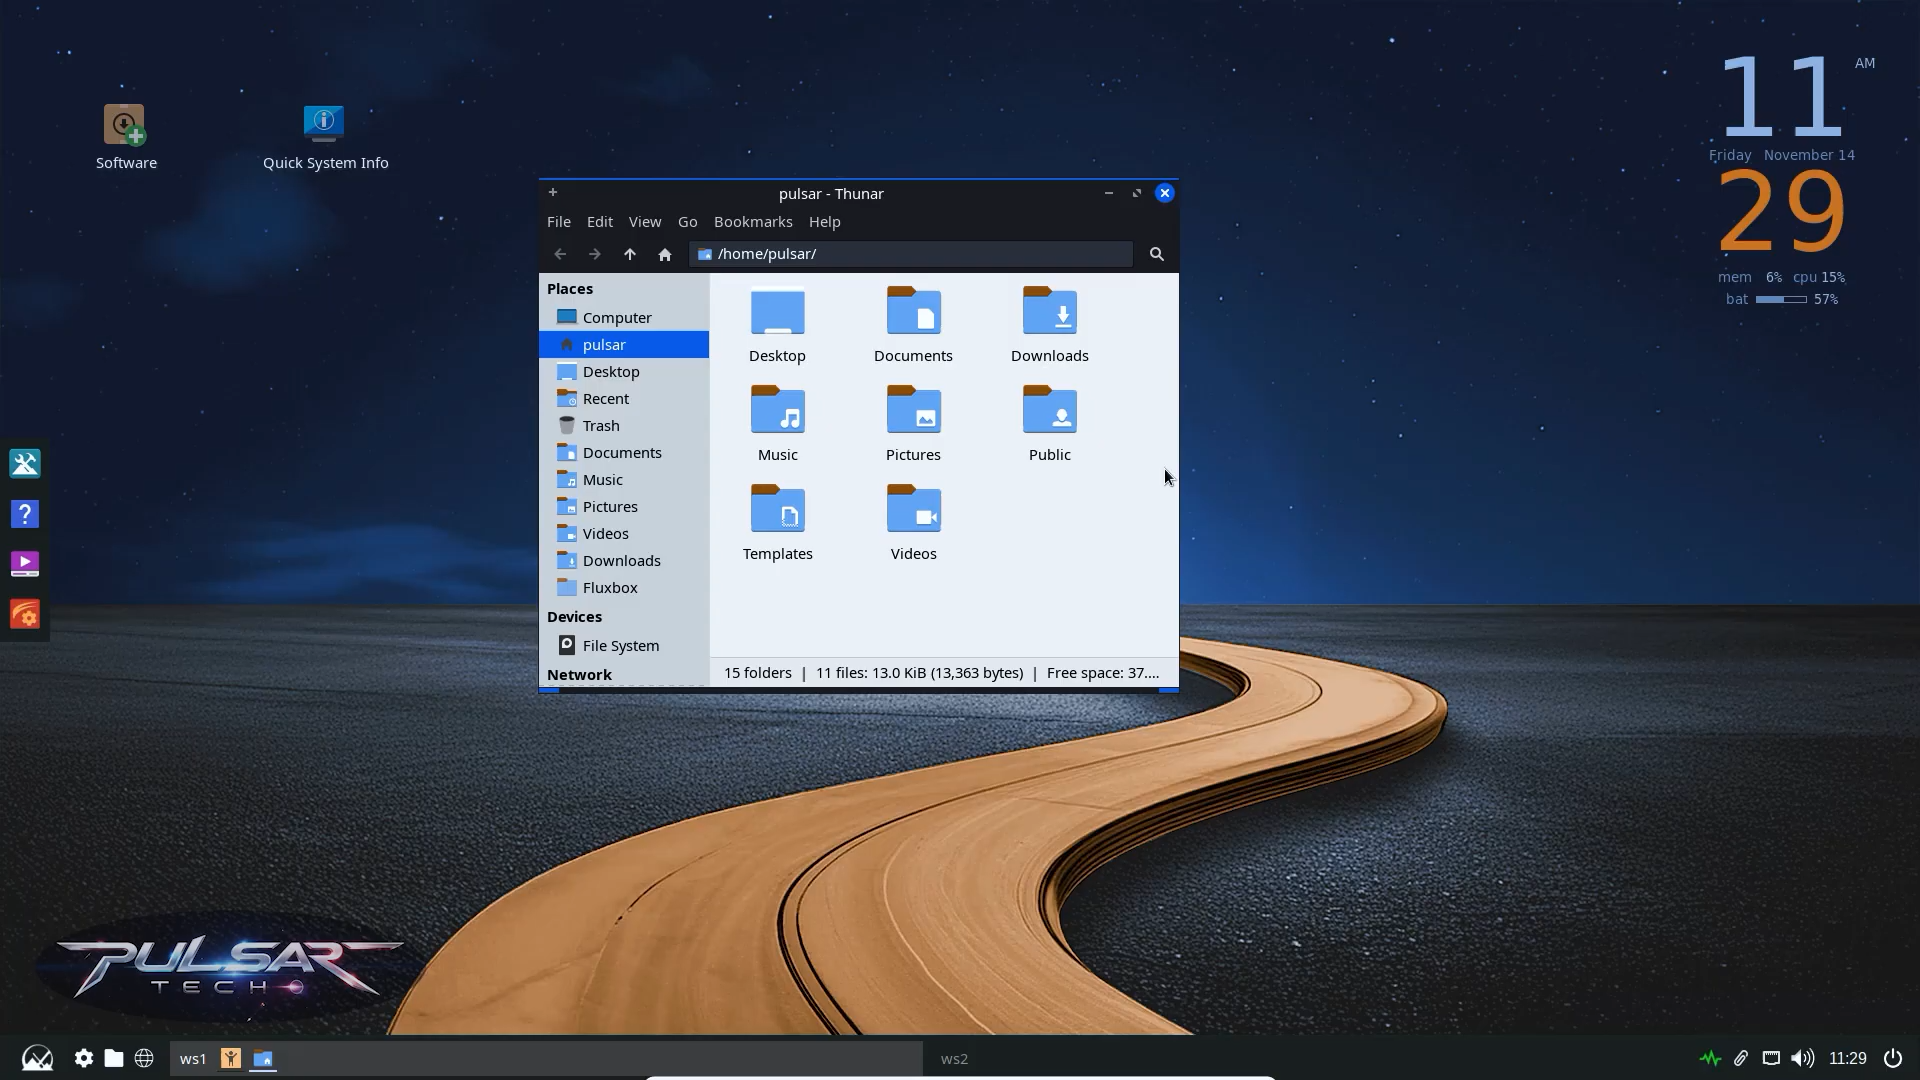 11 AM
Friday November 14
29
mem 6% cpu 15%
bat 57%
Software
Quick System Info
pulsar - Thunar
File Edit View Go Bookmarks Help
/home/pulsar/
Places
Computer
pulsar
Desktop
Recent
Trash
Documents
Music
Pictures
Videos
Downloads
Fluxbox
Devices
File System
Network
Desktop Documents Downloads
Music Pictures Public
Templates Videos
15 folders | 11 files: 13.0 KiB (13,363 bytes) | Free space: 37....
?
PULSAR
TECH
ws1
ws2
11:29